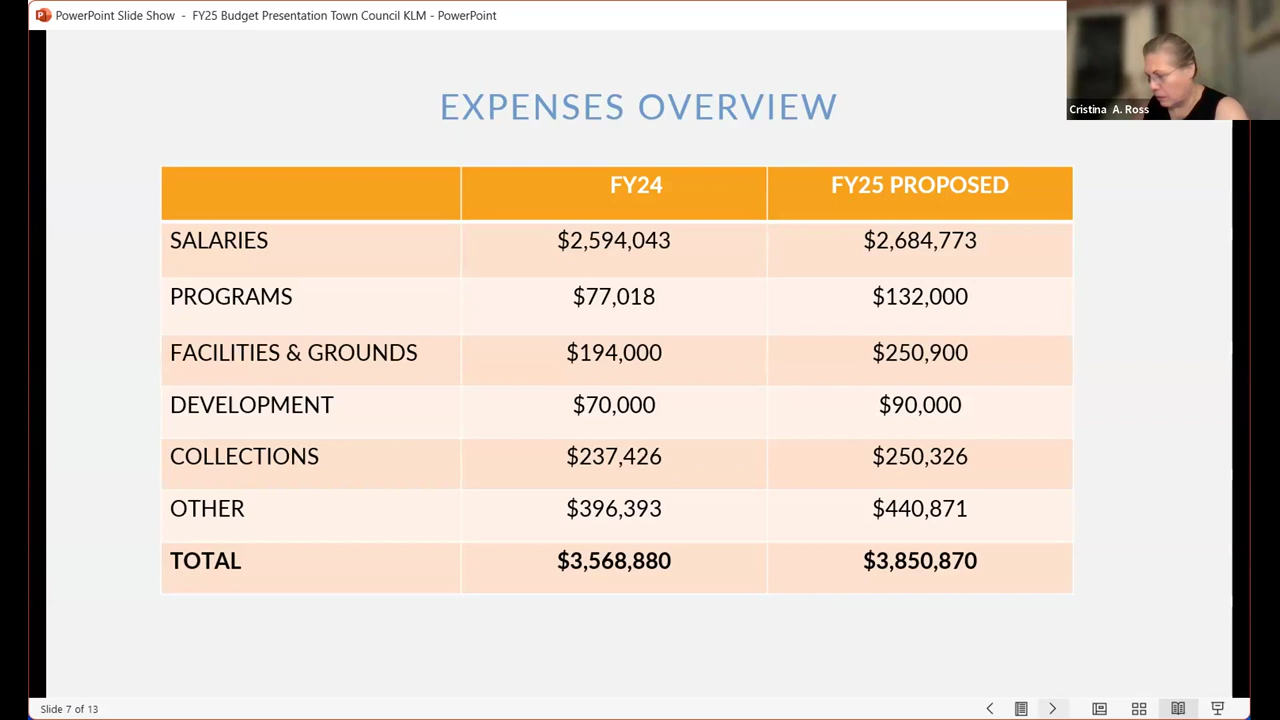 PowerPoint Slide Show - FY25 Budget Presentation Town Council KLM - PowerPoint
Cristina A. Ross
EXPENSES OVERVIEW
FY24 FY25 PROPOSED
SALARIES $2,594,043 $2,684,773
PROGRAMS $77,018 $132,000
FACILITIES & GROUNDS $194,000 $250,900
DEVELOPMENT $70,000 $90,000
COLLECTIONS $237,426 $250,326
OTHER $396,393 $440,871
TOTAL $3,568,880 $3,850,870
Slide 7 of 13